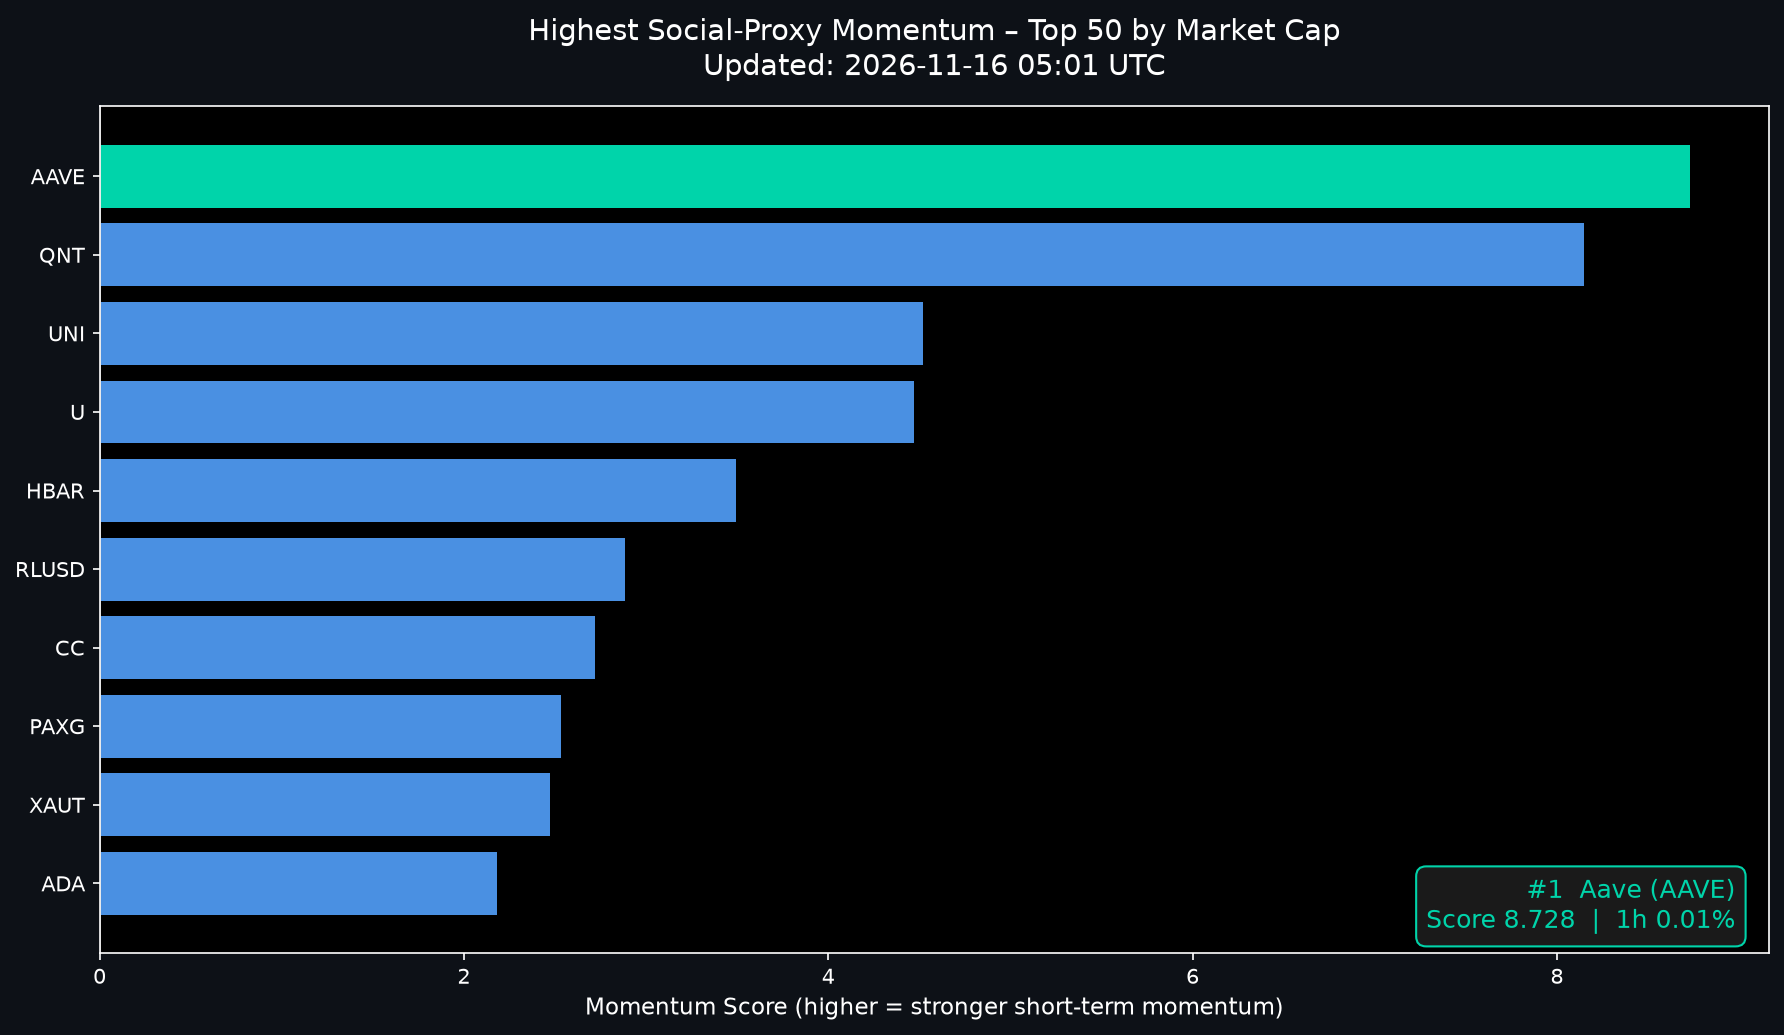 Highest Social-Proxy Momentum – Top 50 by Market Cap
Updated: 2026-11-16 05:01 UTC
AAVE
QNT
UNI
U
HBAR
RLUSD
CC
PAXG
XAUT
ADA
#1  Aave (AAVE)
Score 8.728  |  1h 0.01%
0 2 4 6 8
Momentum Score (higher = stronger short-term momentum)